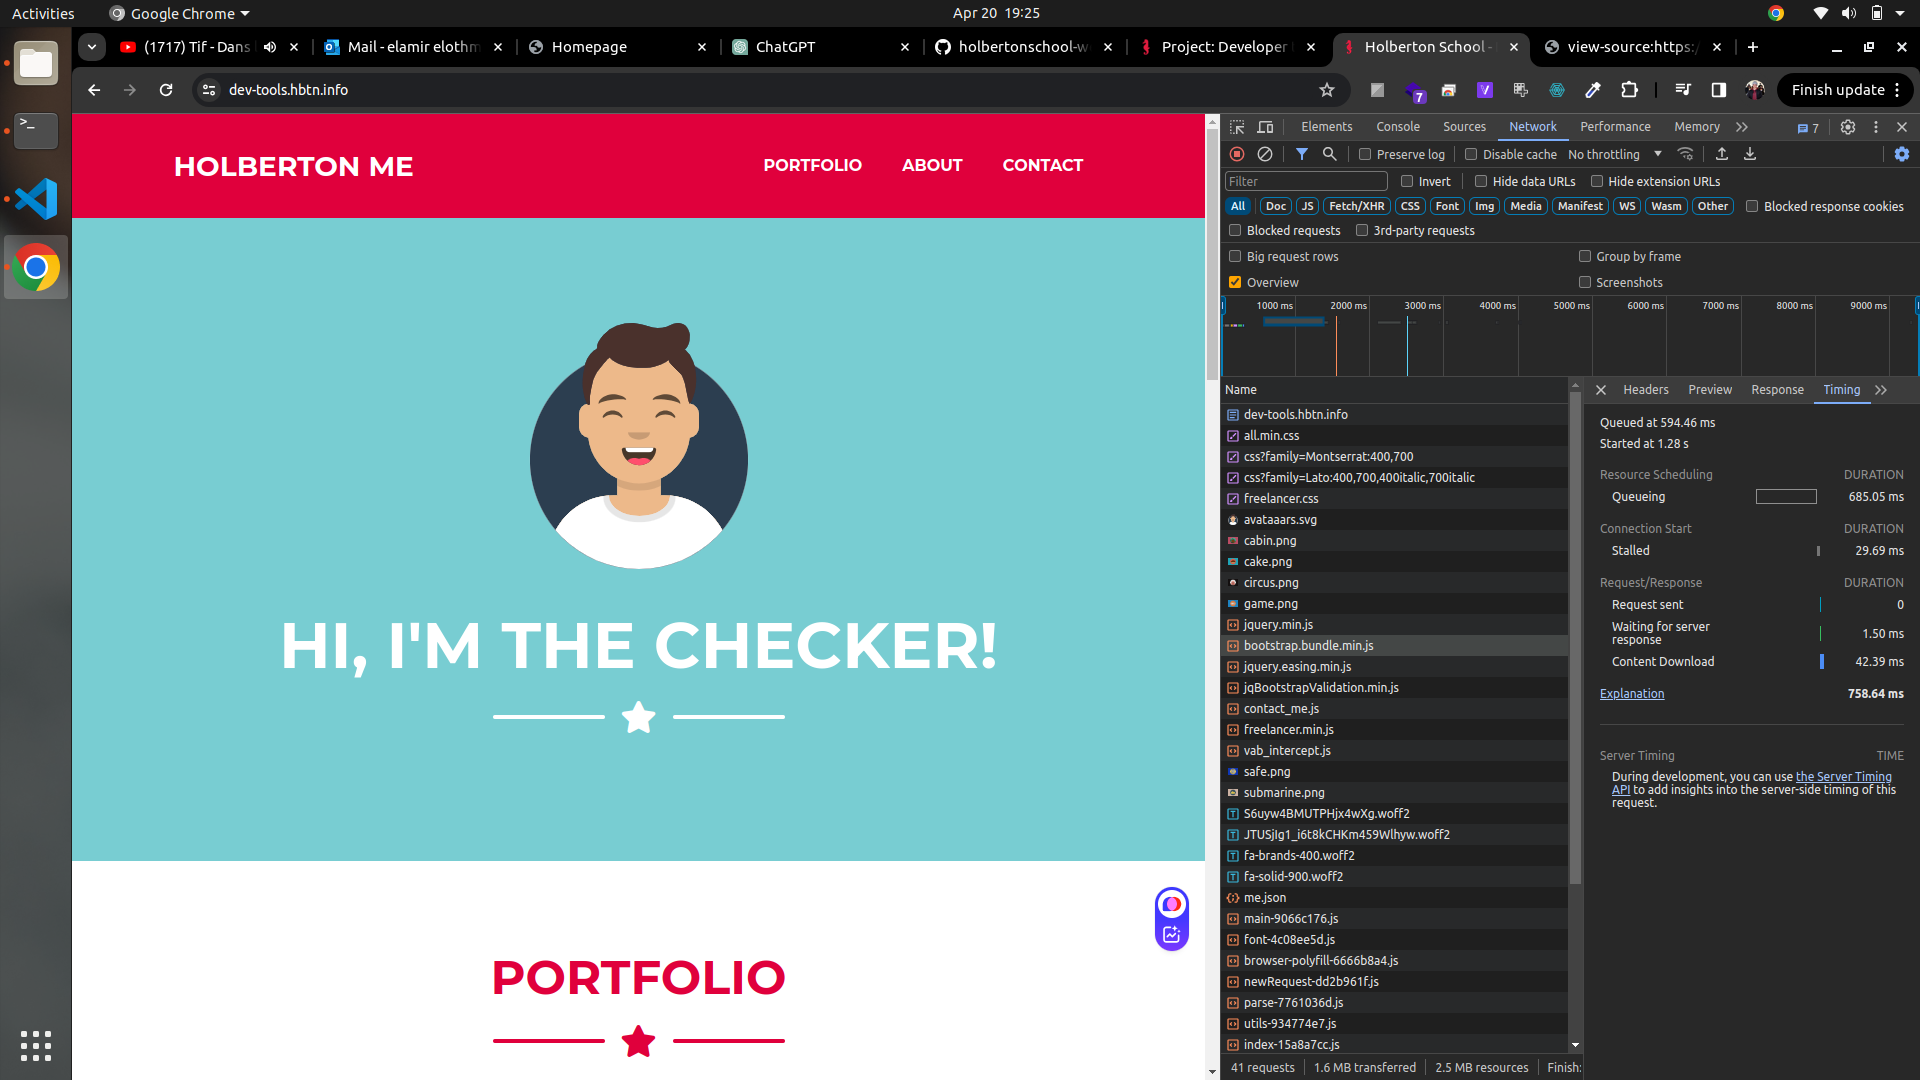 Activities
Google Chrome
Apr 20 19:25
(1717) Tif - Dans
Mail - elamir elothm
Homepage
ChatGPT
holbertonschool-w
Project: Developer
Holberton School -
view-source:https:/
dev-tools.hbtn.info
7
Finish update
HOLBERTON ME
PORTFOLIO
ABOUT
CONTACT
HI, I'M THE CHECKER!
PORTFOLIO
Elements
Console
Sources
Network
Performance
Memory
7
Preserve log
Disable cache
No throttling
Filter
Invert
Hide data URLs
Hide extension URLs
All
Doc
JS
Fetch/XHR
CSS
Font
Img
Media
Manifest
WS
Wasm
Other
Blocked response cookies
Blocked requests
3rd-party requests
Big request rows
Group by frame
Overview
Screenshots
1000 ms
2000 ms
3000 ms
4000 ms
5000 ms
6000 ms
7000 ms
8000 ms
9000 ms
Name
dev-tools.hbtn.info
all.min.css
css?family=Montserrat:400,700
css?family=Lato:400,700,400italic,700italic
freelancer.css
avataaars.svg
cabin.png
cake.png
circus.png
game.png
jquery.min.js
bootstrap.bundle.min.js
jquery.easing.min.js
jqBootstrapValidation.min.js
contact_me.js
freelancer.min.js
vab_intercept.js
safe.png
submarine.png
S6uyw4BMUTPHjx4wXg.woff2
JTUSjIg1_i6t8kCHKm459Wlhyw.woff2
fa-brands-400.woff2
fa-solid-900.woff2
me.json
main-9066c176.js
font-4c08ee5d.js
browser-polyfill-6666b8a4.js
newRequest-dd2b961f.js
parse-7761036d.js
utils-934774e7.js
index-15a8a7cc.js
41 requests
1.6 MB transferred
2.5 MB resources
Finish:
Headers
Preview
Response
Timing
Queued at 594.46 ms
Started at 1.28 s
Resource Scheduling DURATION
Queueing 685.05 ms
Connection Start DURATION
Stalled 29.69 ms
Request/Response DURATION
Request sent 0
Waiting for server
response 1.50 ms
Content Download 42.39 ms
Explanation 758.64 ms
Server Timing TIME
During development, you can use the Server Timing
API to add insights into the server-side timing of this
request.